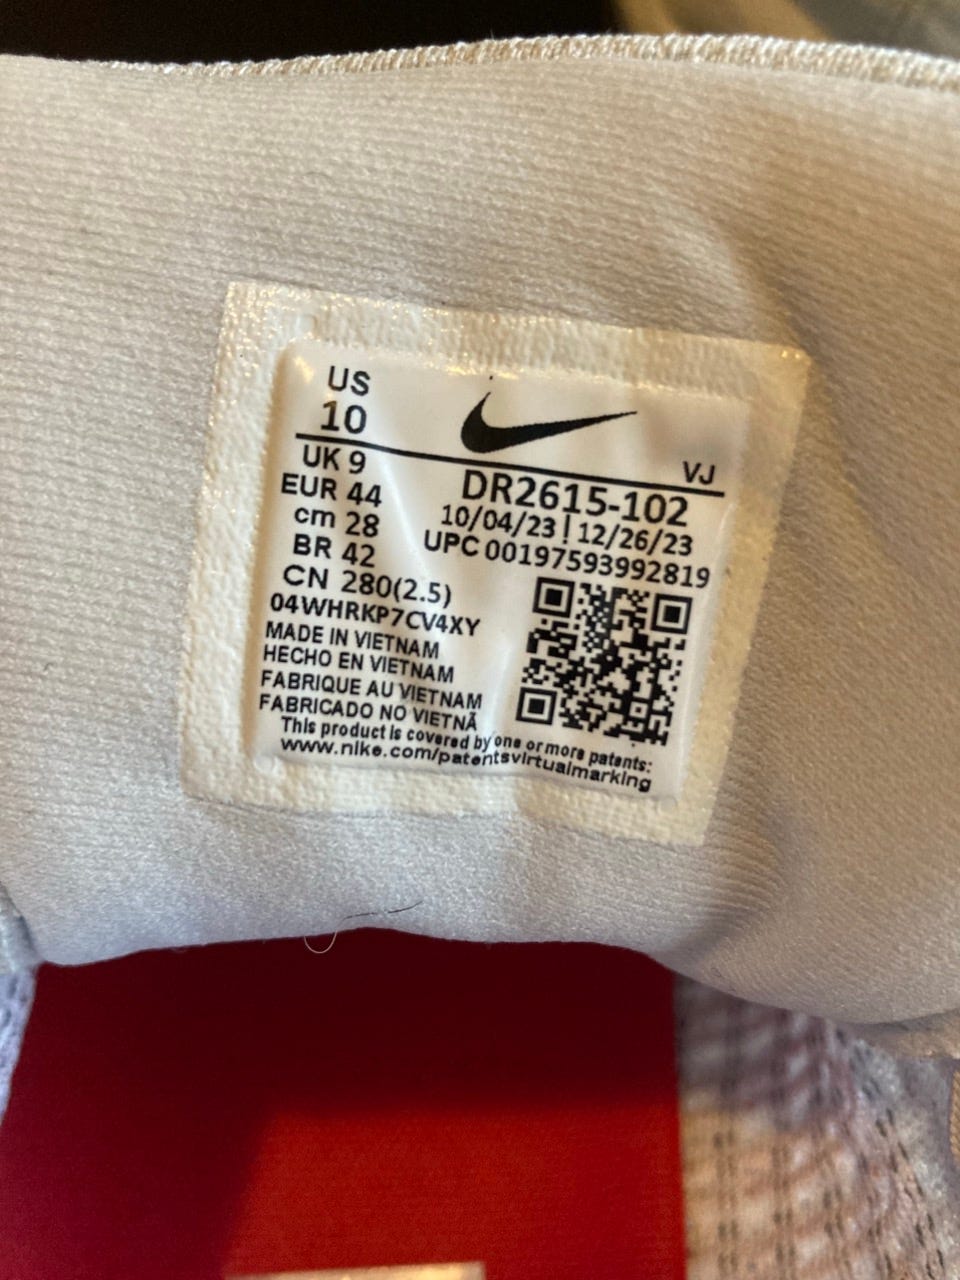 US
10
VJ
UK 9
EUR 44
cm 28
BR 42
CN 280(2.5)
DR2615-102
10/04/23 | 12/26/23
UPC 00197593992819
04WHRKP7CV4XY
MADE IN VIETNAM
HECHO EN VIETNAM
FABRIQUE AU VIETNAM
FABRICADO NO VIETNÃ
This product is covered by one or more patents:
www.nike.com/patentsvirtualmarking